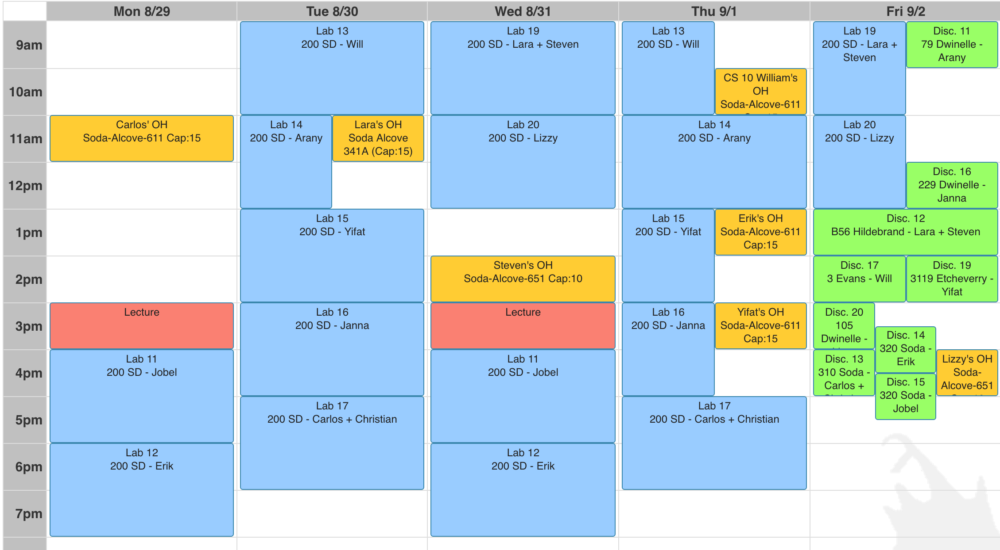 Mon 8/29
Tue 8/30
Wed 8/31
Thu 9/1
Fri 9/2
9am
10am
11am
12pm
1pm
2pm
3pm
4pm
5pm
6pm
7pm
Carlos' OH
Soda-Alcove-611 Cap:15
Lecture
Lab 11
200 SD - Jobel
Lab 12
200 SD - Erik
Lab 13
200 SD - Will
Lab 14
200 SD - Arany
Lara's OH
Soda Alcove
341A (Cap:15)
Lab 15
200 SD - Yifat
Lab 16
200 SD - Janna
Lab 17
200 SD - Carlos + Christian
Lab 19
200 SD - Lara + Steven
Lab 20
200 SD - Lizzy
Steven's OH
Soda-Alcove-651 Cap:10
Lecture
Lab 11
200 SD - Jobel
Lab 12
200 SD - Erik
Lab 13
200 SD - Will
CS 10 William's
OH
Soda-Alcove-611
Lab 14
200 SD - Arany
Lab 15
200 SD - Yifat
Erik's OH
Soda-Alcove-611
Cap:15
Lab 16
200 SD - Janna
Yifat's OH
Soda-Alcove-611
Cap:15
Lab 17
200 SD - Carlos + Christian
Lab 19
200 SD - Lara +
Steven
Disc. 11
79 Dwinelle -
Arany
Lab 20
200 SD - Lizzy
Disc. 16
229 Dwinelle -
Janna
Disc. 12
B56 Hildebrand - Lara + Steven
Disc. 17
3 Evans - Will
Disc. 19
3119 Etcheverry -
Yifat
Disc. 20
105
Dwinelle -
Disc. 14
320 Soda -
Erik
Disc. 13
310 Soda -
Carlos +
Lizzy's OH
Soda-
Alcove-651
Disc. 15
320 Soda -
Jobel